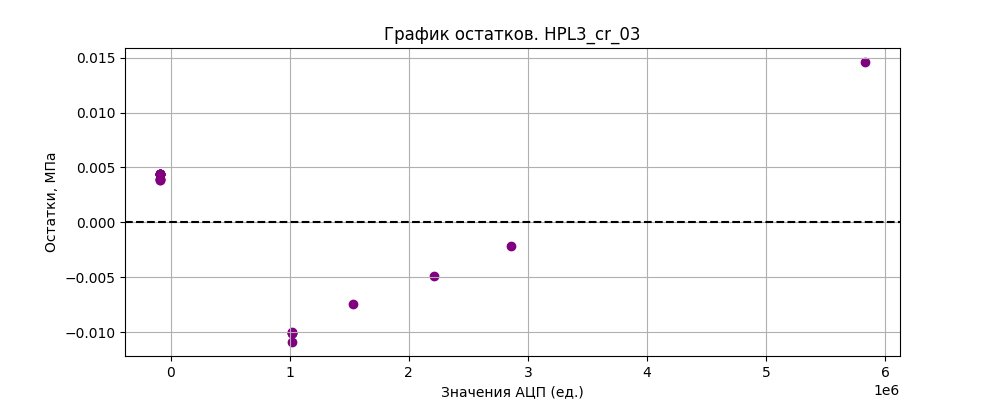 График остатков. HPL3_cr_03
Остатки, МПа
0.015
0.010
0.005
0.000
−0.005
−0.010
0 1 2 3 4 5 6
1e6
Значения АЦП (ед.)